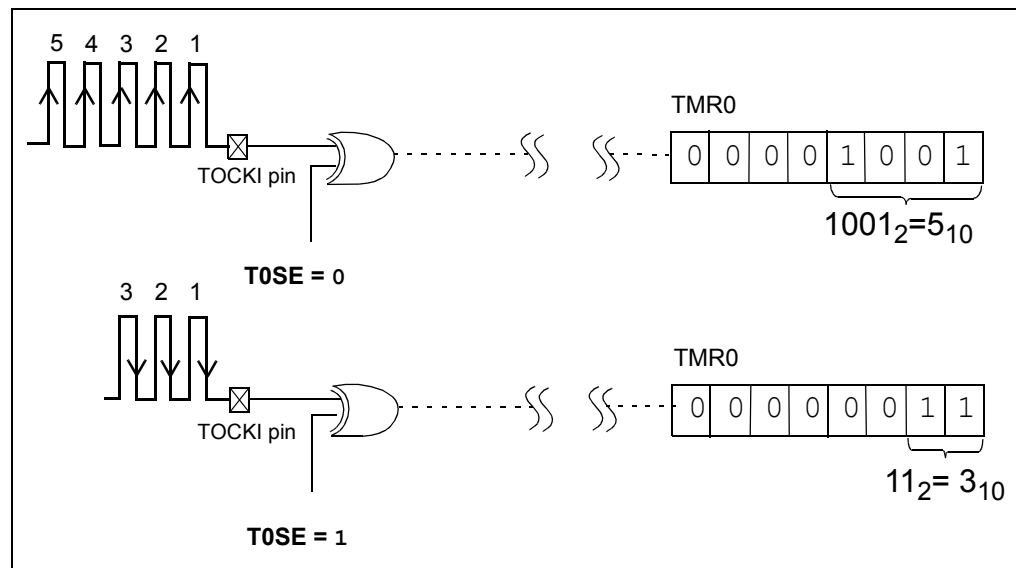 5 4 3 2 1
TMR0
0 0 0 0 1 0 0 1
TOCKI pin
1001₂=5₁₀
T0SE = 0
3 2 1
TMR0
0 0 0 0 0 0 1 1
TOCKI pin
11₂= 3₁₀
T0SE = 1